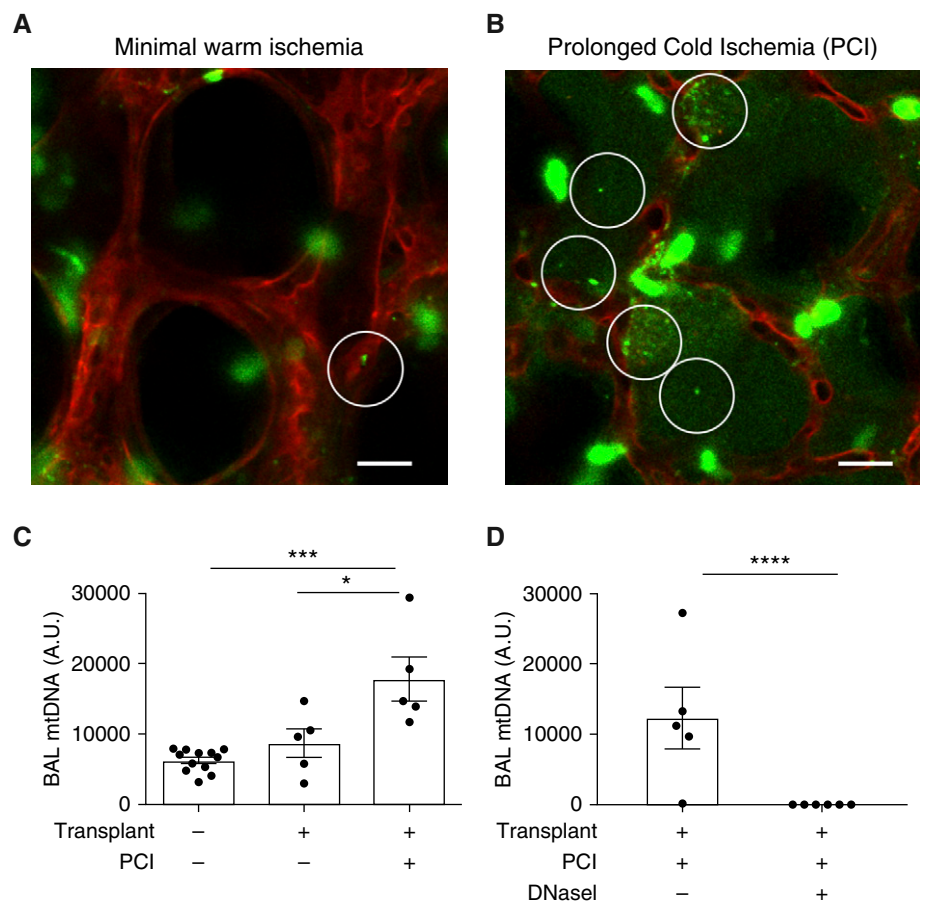 A
Minimal warm ischemia
B
Prolonged Cold Ischemia (PCI)
C
***
*
30000
20000
10000
0
BAL mtDNA (A.U.)
Transplant – + +
PCI – – +
D
****
30000
20000
10000
0
BAL mtDNA (A.U.)
Transplant + +
PCI + +
DNaseI – +